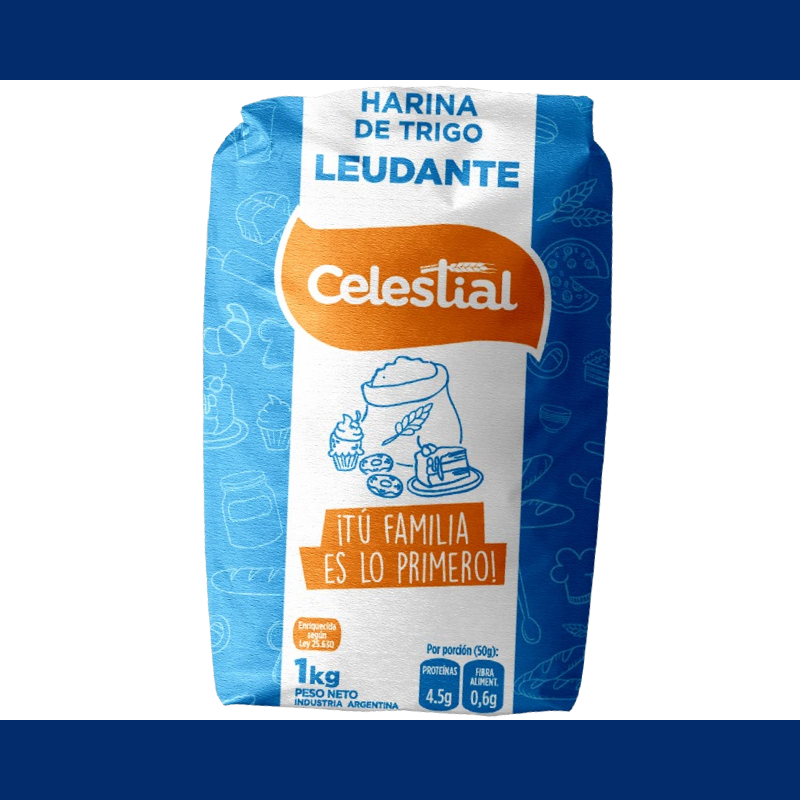 HARINA
DE TRIGO
LEUDANTE
Celestial
¡TÚ FAMILIA
ES LO PRIMERO!
Enriquecida
según
Ley 25.630
1kg
PESO NETO
INDUSTRIA ARGENTINA
Por porción (50g):
PROTEÍNAS
4.5g
FIBRA
ALIMENT.
0,6g